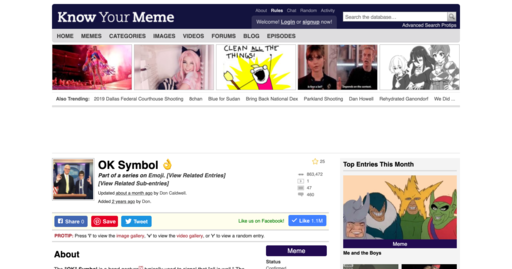 Know Your Meme
About Rules Chat Random Activity
Welcome! Login or signup now!
Search the database...
Advanced Search Protips
HOME MEMES CATEGORIES IMAGES VIDEOS FORUMS BLOG EPISODES
CLEAN ALL THE THINGS!
Also Trending: 2019 Dallas Federal Courthouse Shooting 8chan Blue for Sudan Bring Back National Dex Parkland Shooting Dan Howell Rehydrated Ganondorf We Did ...
OK Symbol 👌
25
Part of a series on Emoji. [View Related Entries]
[View Related Sub-entries]
Updated about a month ago by Don Caldwell.
Added 2 years ago by Don.
893,472
1
47
490
Share 0 Save Tweet
Like us on Facebook! Like 1.1M
PROTIP: Press 'i' to view the image gallery, 'v' to view the video gallery, or 'r' to view a random entry.
About
Meme
Status
Top Entries This Month
Meme
Me and the Boys